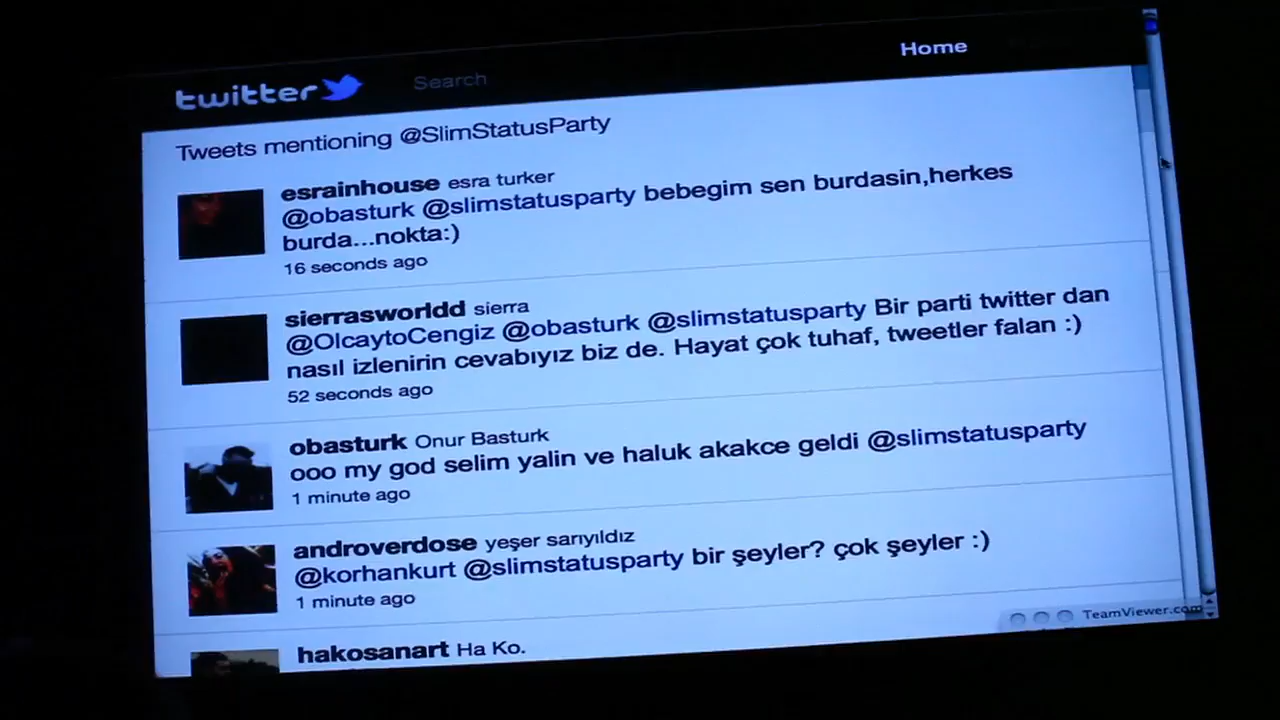 twitter
Search
Home
Tweets mentioning @SlimStatusParty
esrainhouse esra turker
@obasturk @slimstatusparty bebegim sen burdasin,herkes
burda...nokta:)
16 seconds ago
sierrasworldd sierra
@OlcaytoCengiz @obasturk @slimstatusparty Bir parti twitter dan
nasıl izlenirin cevabıyız biz de. Hayat çok tuhaf, tweetler falan :)
52 seconds ago
obasturk Onur Basturk
ooo my god selim yalin ve haluk akakce geldi @slimstatusparty
1 minute ago
androverdose yeşer sarıyıldız
@korhankurt @slimstatusparty bir şeyler? çok şeyler :)
1 minute ago
TeamViewer.com
hakosanart Ha Ko.